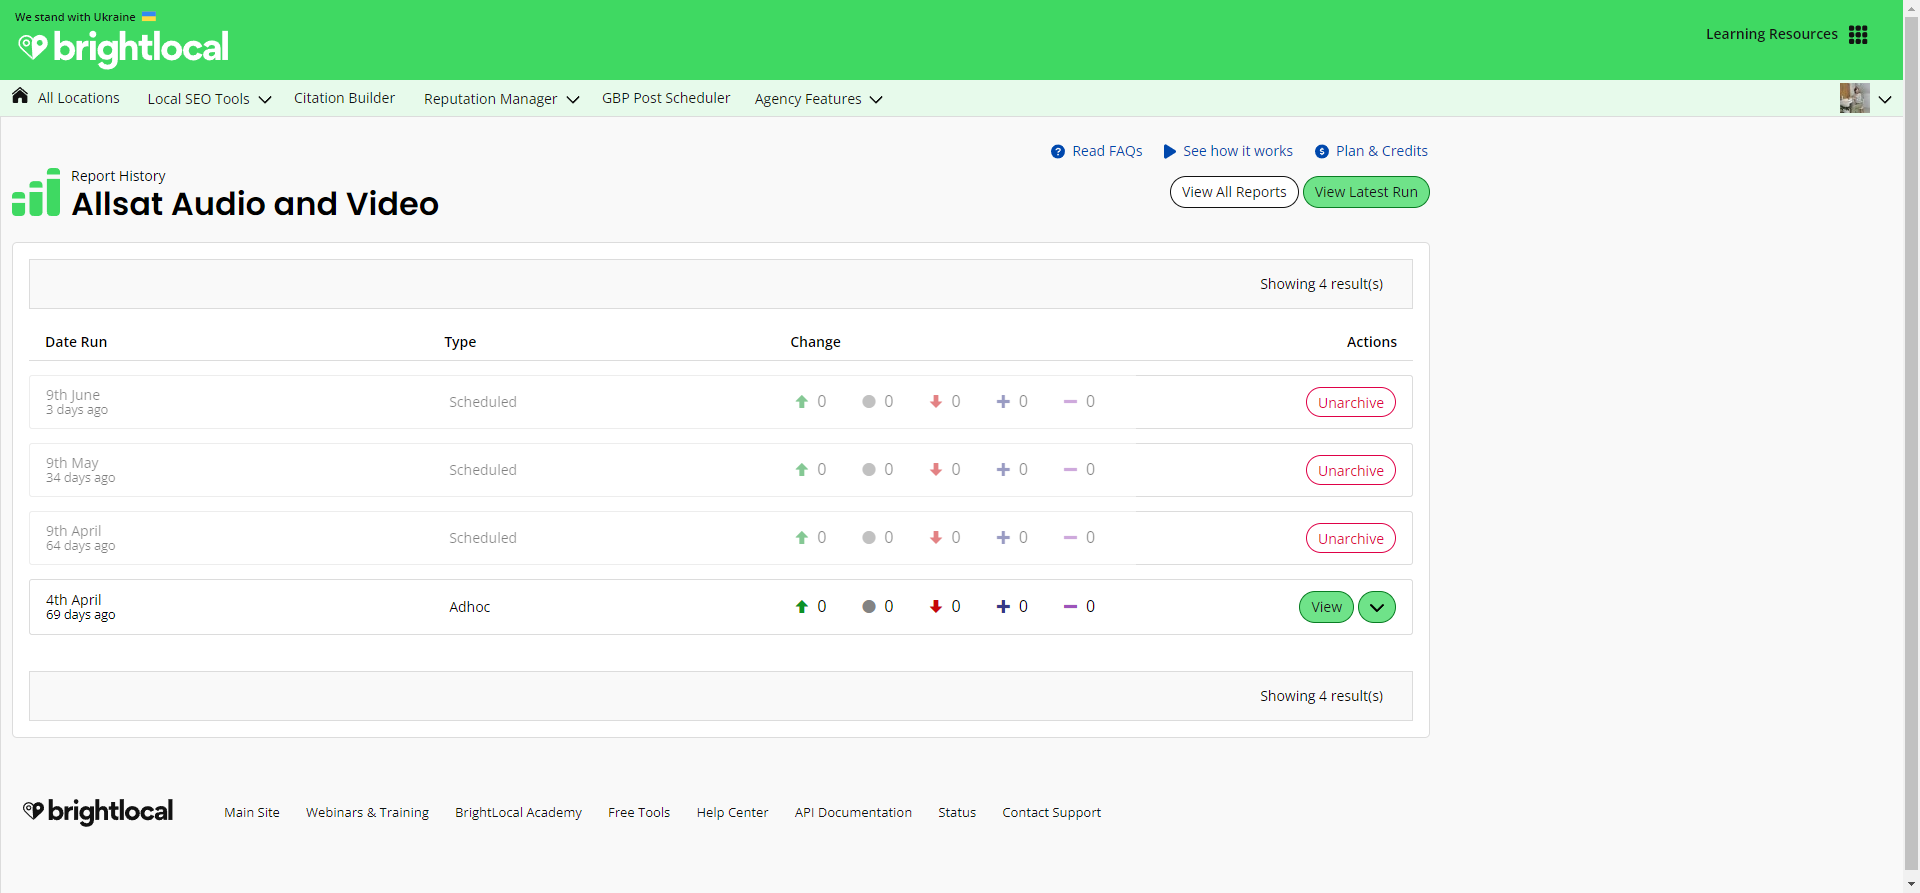 We stand with Ukraine
brightlocal
Learning Resources
All Locations
Local SEO Tools
Citation Builder
Reputation Manager
GBP Post Scheduler
Agency Features
Read FAQs
See how it works
Plan & Credits
Report History
Allsat Audio and Video
View All Reports
View Latest Run
Showing 4 result(s)
Date Run Type Change Actions
9th June
3 days ago
Scheduled 0 0 0 0 0 Unarchive
9th May
34 days ago
Scheduled 0 0 0 0 0 Unarchive
9th April
64 days ago
Scheduled 0 0 0 0 0 Unarchive
4th April
69 days ago
Adhoc 0 0 0 0 0 View
Showing 4 result(s)
brightlocal
Main Site Webinars & Training BrightLocal Academy Free Tools Help Center API Documentation Status Contact Support